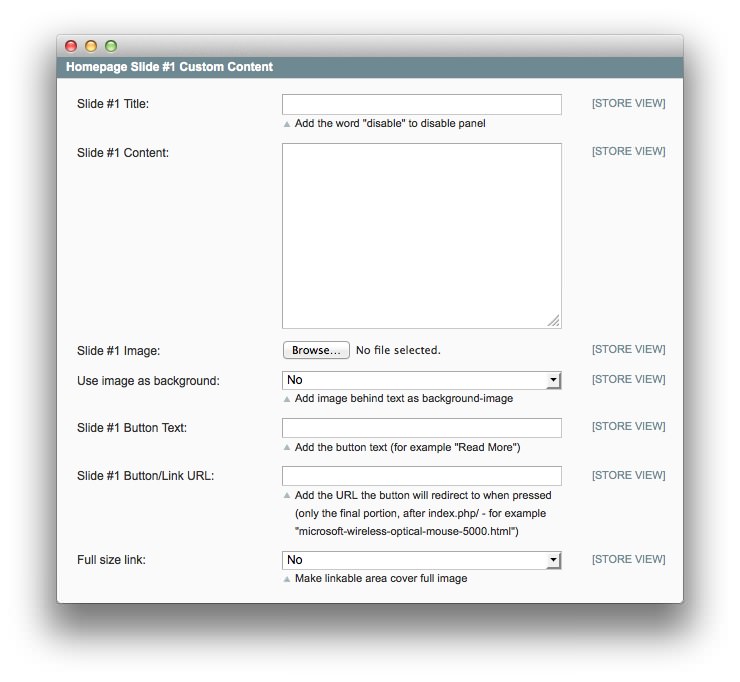 Homepage Slide #1 Custom Content
Slide #1 Title: [STORE VIEW]
Add the word "disable" to disable panel
Slide #1 Content: [STORE VIEW]
Slide #1 Image: Browse... No file selected. [STORE VIEW]
Use image as background: No [STORE VIEW]
Add image behind text as background-image
Slide #1 Button Text: [STORE VIEW]
Add the button text (for example "Read More")
Slide #1 Button/Link URL: [STORE VIEW]
Add the URL the button will redirect to when pressed
(only the final portion, after index.php/ - for example
"microsoft-wireless-optical-mouse-5000.html")
Full size link: No [STORE VIEW]
Make linkable area cover full image